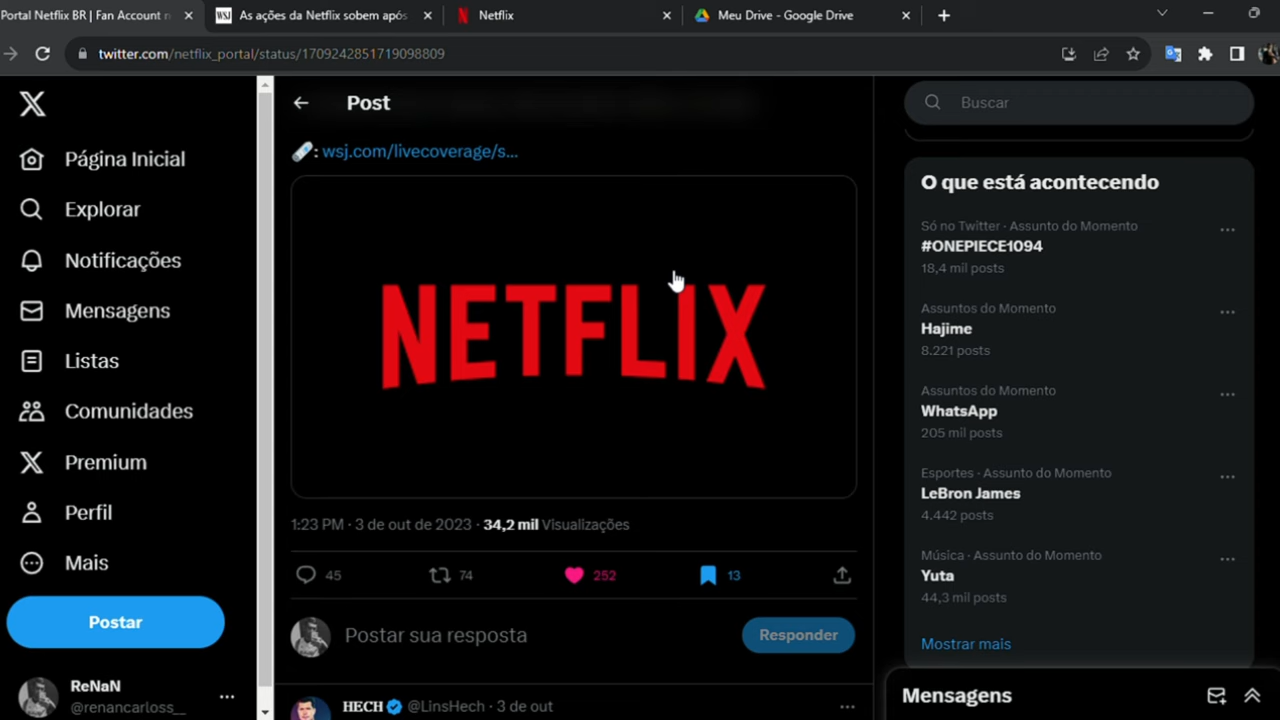 Portal Netflix BR | Fan Account n
As ações da Netflix sobem após
Netflix
Meu Drive - Google Drive
twitter.com/netflix_portal/status/1709242851719098809
Página Inicial
Explorar
Notificações
Mensagens
Listas
Comunidades
Premium
Perfil
Mais
Postar
ReNaN
@renancarloss__
Post
: wsj.com/livecoverage/s...
NETFLIX
1:23 PM · 3 de out de 2023 · 34,2 mil Visualizações
45 74 252 13
Postar sua resposta
Responder
HECH @LinsHech · 3 de out
Buscar
O que está acontecendo
Só no Twitter · Assunto do Momento
#ONEPIECE1094
18,4 mil posts
Assuntos do Momento
Hajime
8.221 posts
Assuntos do Momento
WhatsApp
205 mil posts
Esportes · Assunto do Momento
LeBron James
4.442 posts
Música · Assunto do Momento
Yuta
44,3 mil posts
Mostrar mais
Mensagens